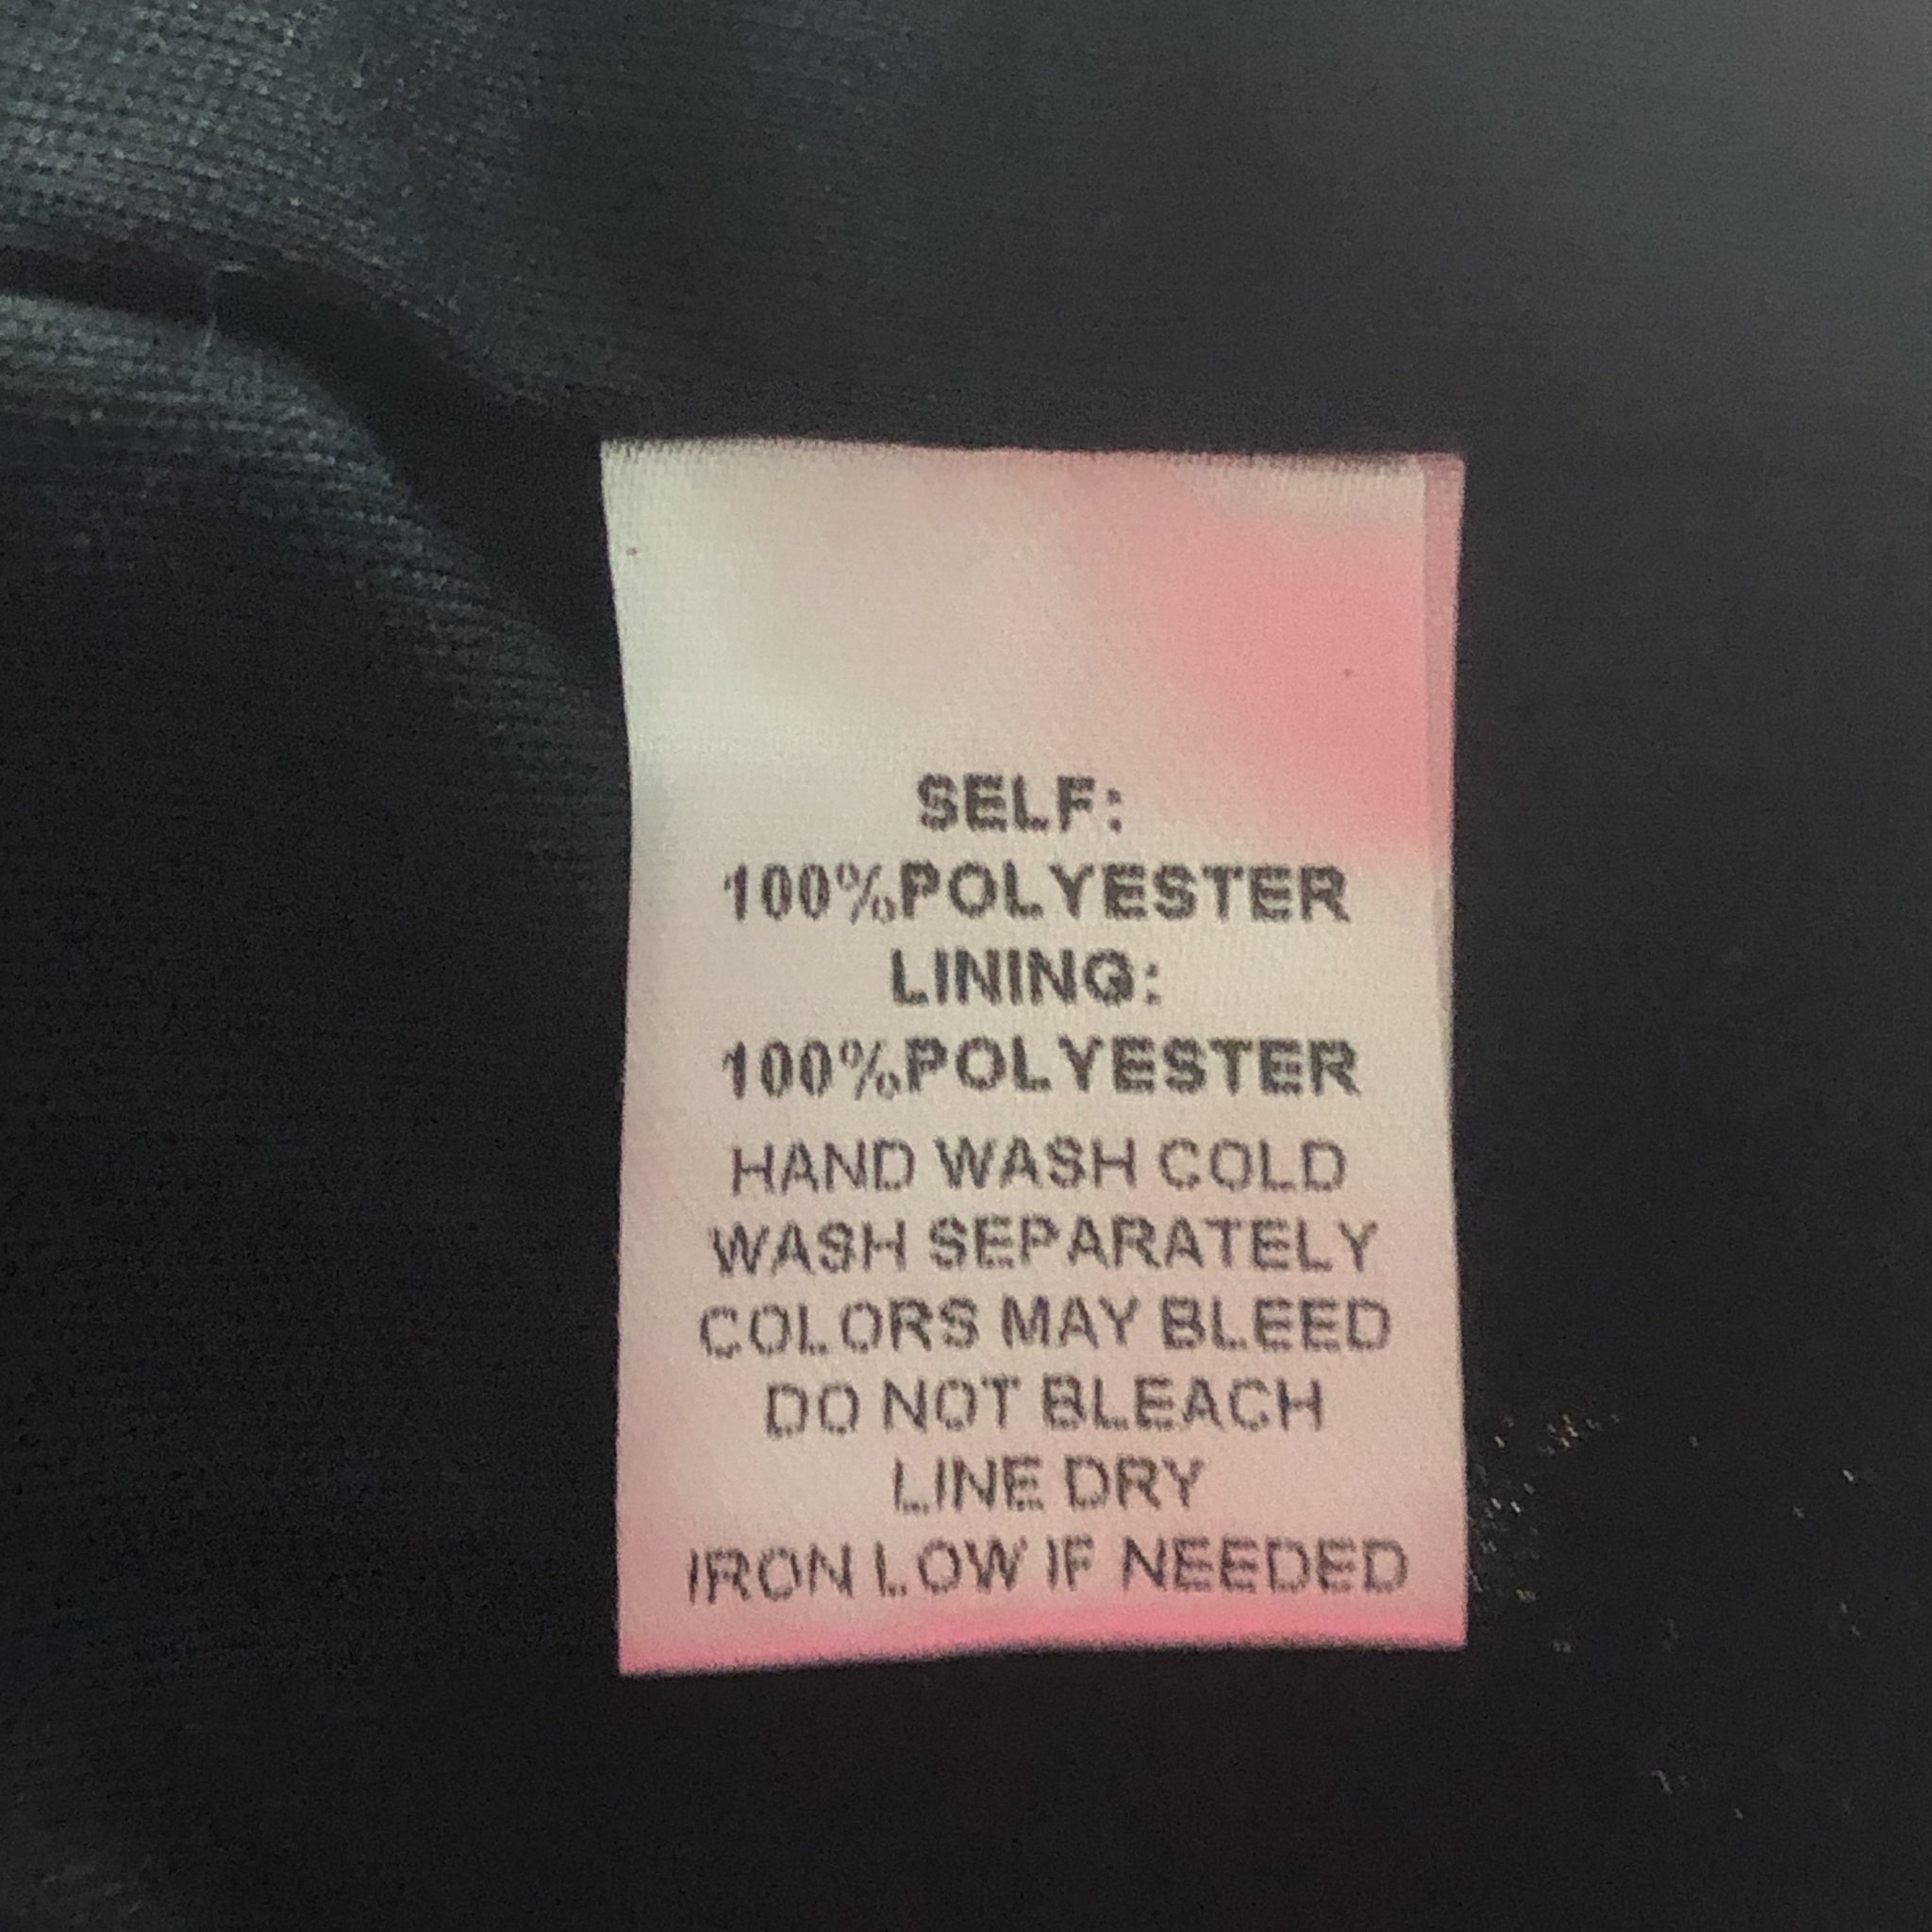 SELF:
100%POLYESTER
LINING:
100%POLYESTER
HAND WASH COLD
WASH SEPARATELY
COLORS MAY BLEED
DO NOT BLEACH
LINE DRY
IRON LOW IF NEEDED